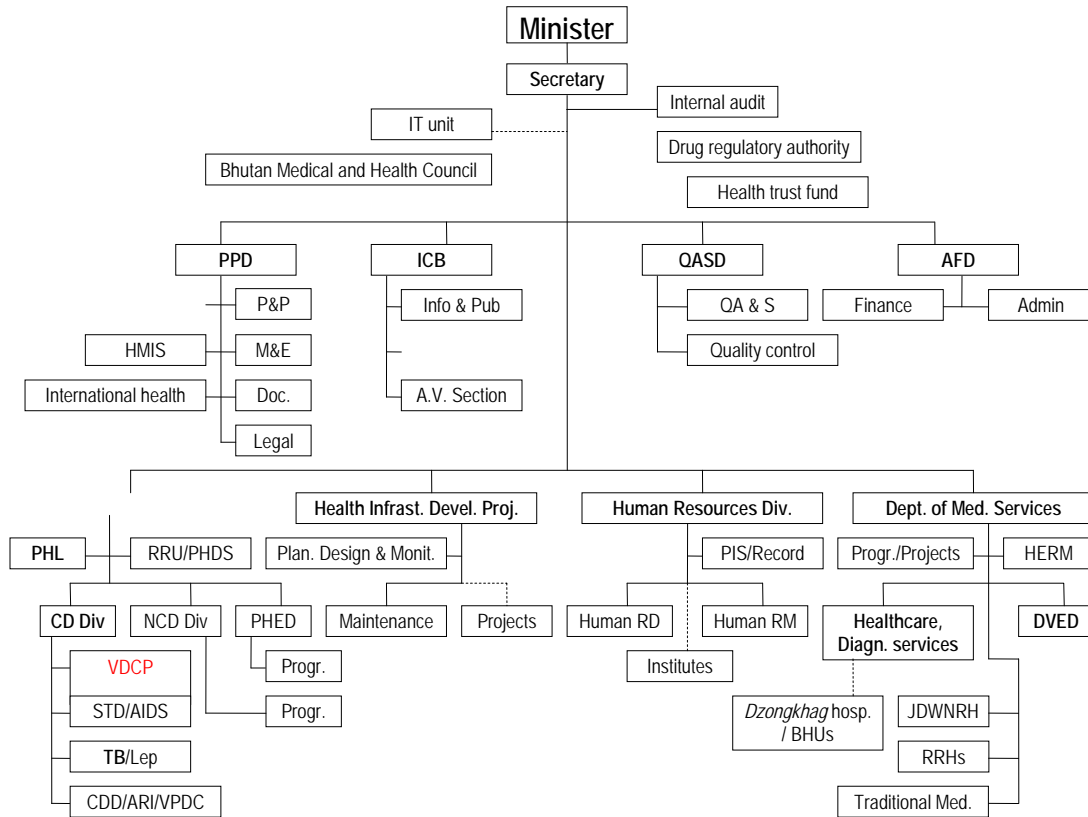 Minister
Secretary
Internal audit
IT unit
Drug regulatory authority
Bhutan Medical and Health Council
Health trust fund
PPD
ICB
QASD
AFD
P&P
Info & Pub
QA & S
Finance
Admin
HMIS
M&E
Quality control
International health
Doc.
A.V. Section
Legal
Health Infrast. Devel. Proj.
Human Resources Div.
Dept. of Med. Services
PHL
RRU/PHDS
Plan. Design & Monit.
PIS/Record
Progr./Projects
HERM
CD Div
NCD Div
PHED
Maintenance
Projects
Human RD
Human RM
Healthcare,
Diagn. services
DVED
VDCP
Progr.
Institutes
STD/AIDS
Progr.
Dzongkhag hosp.
/ BHUs
JDWNRH
TB/Lep
RRHs
CDD/ARI/VPDC
Traditional Med.